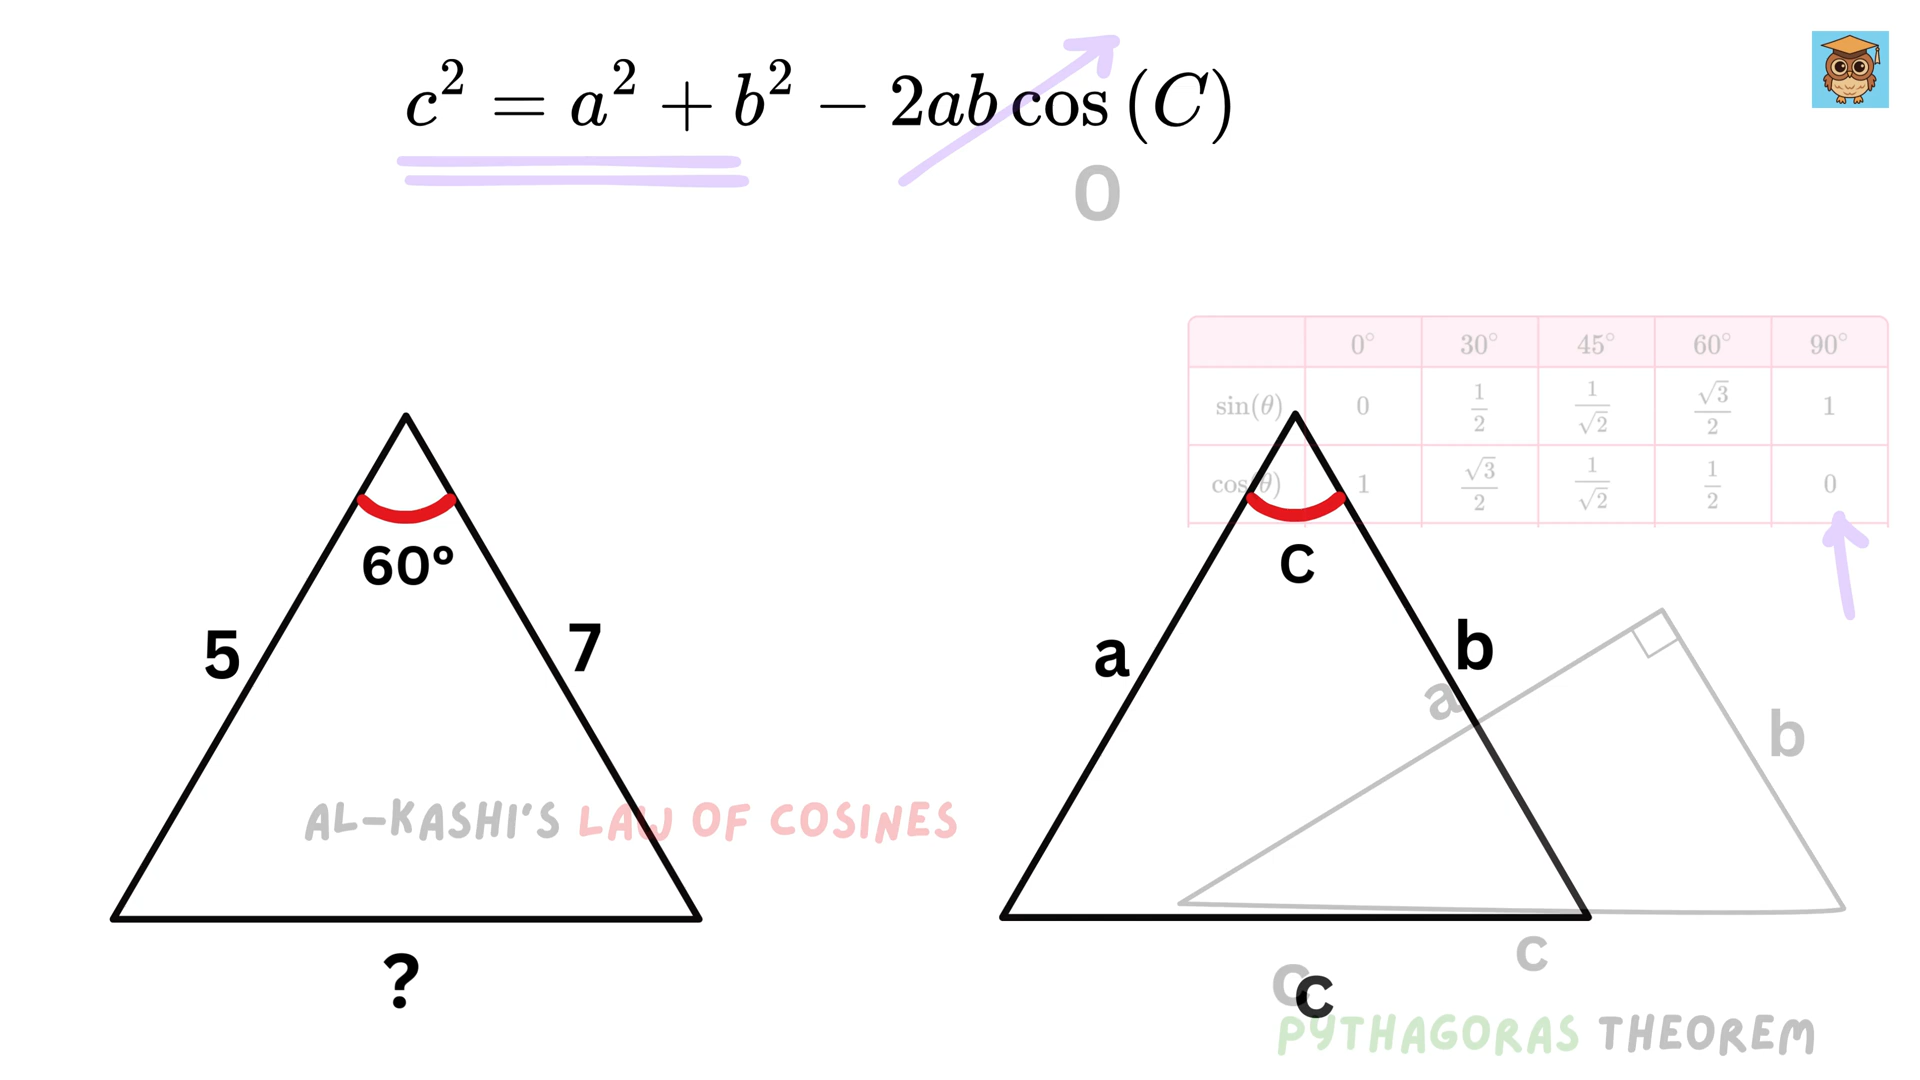 c² = a² + b² − 2ab cos (C)
0
0° 30° 45° 60° 90°
sin(θ) 0 1/2 1/√2 √3/2 1
cos(θ) 1 √3/2 1/√2 1/2 0
60°
C
5
7
a
b
a
b
AL-KASHI'S LAW OF COSINES
?
c
c
c
PYTHAGORAS THEOREM